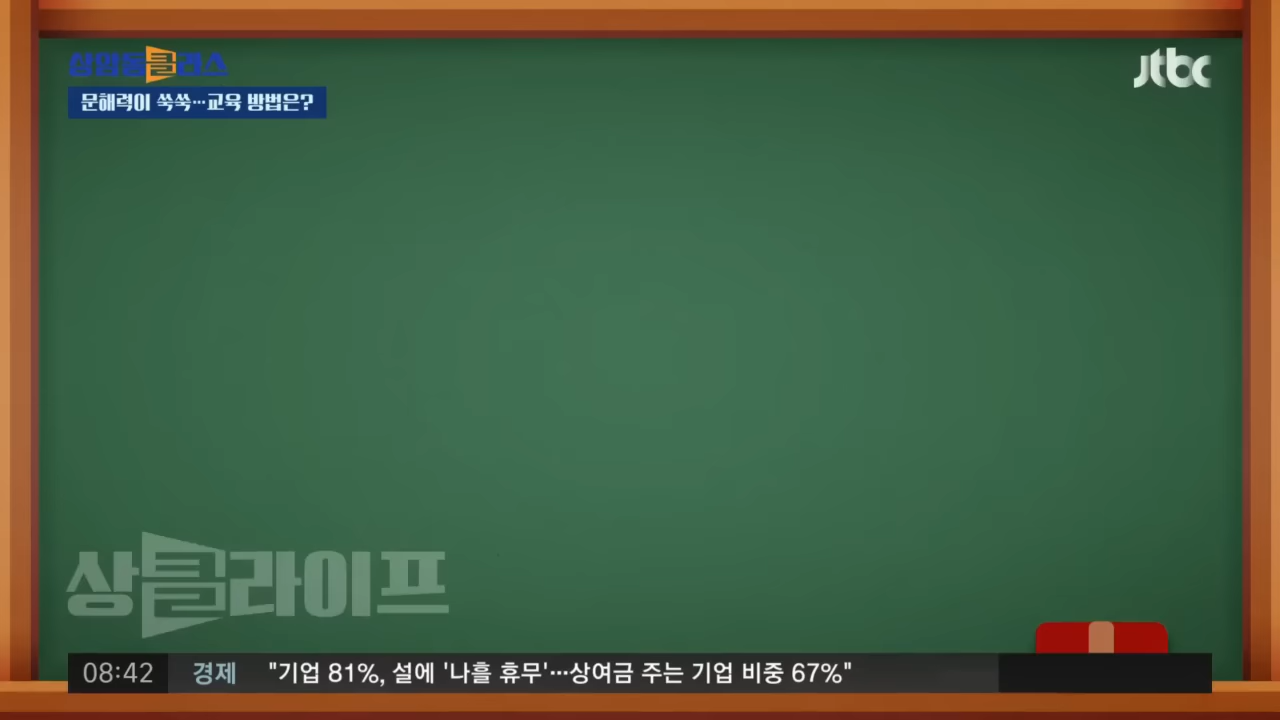 상암동클라스
jtbc
문해력이 쑥쑥…교육 방법은?
상클라이프
08:42 경제 "기업 81%, 설에 '나흘 휴무'…상여금 주는 기업 비중 67%"